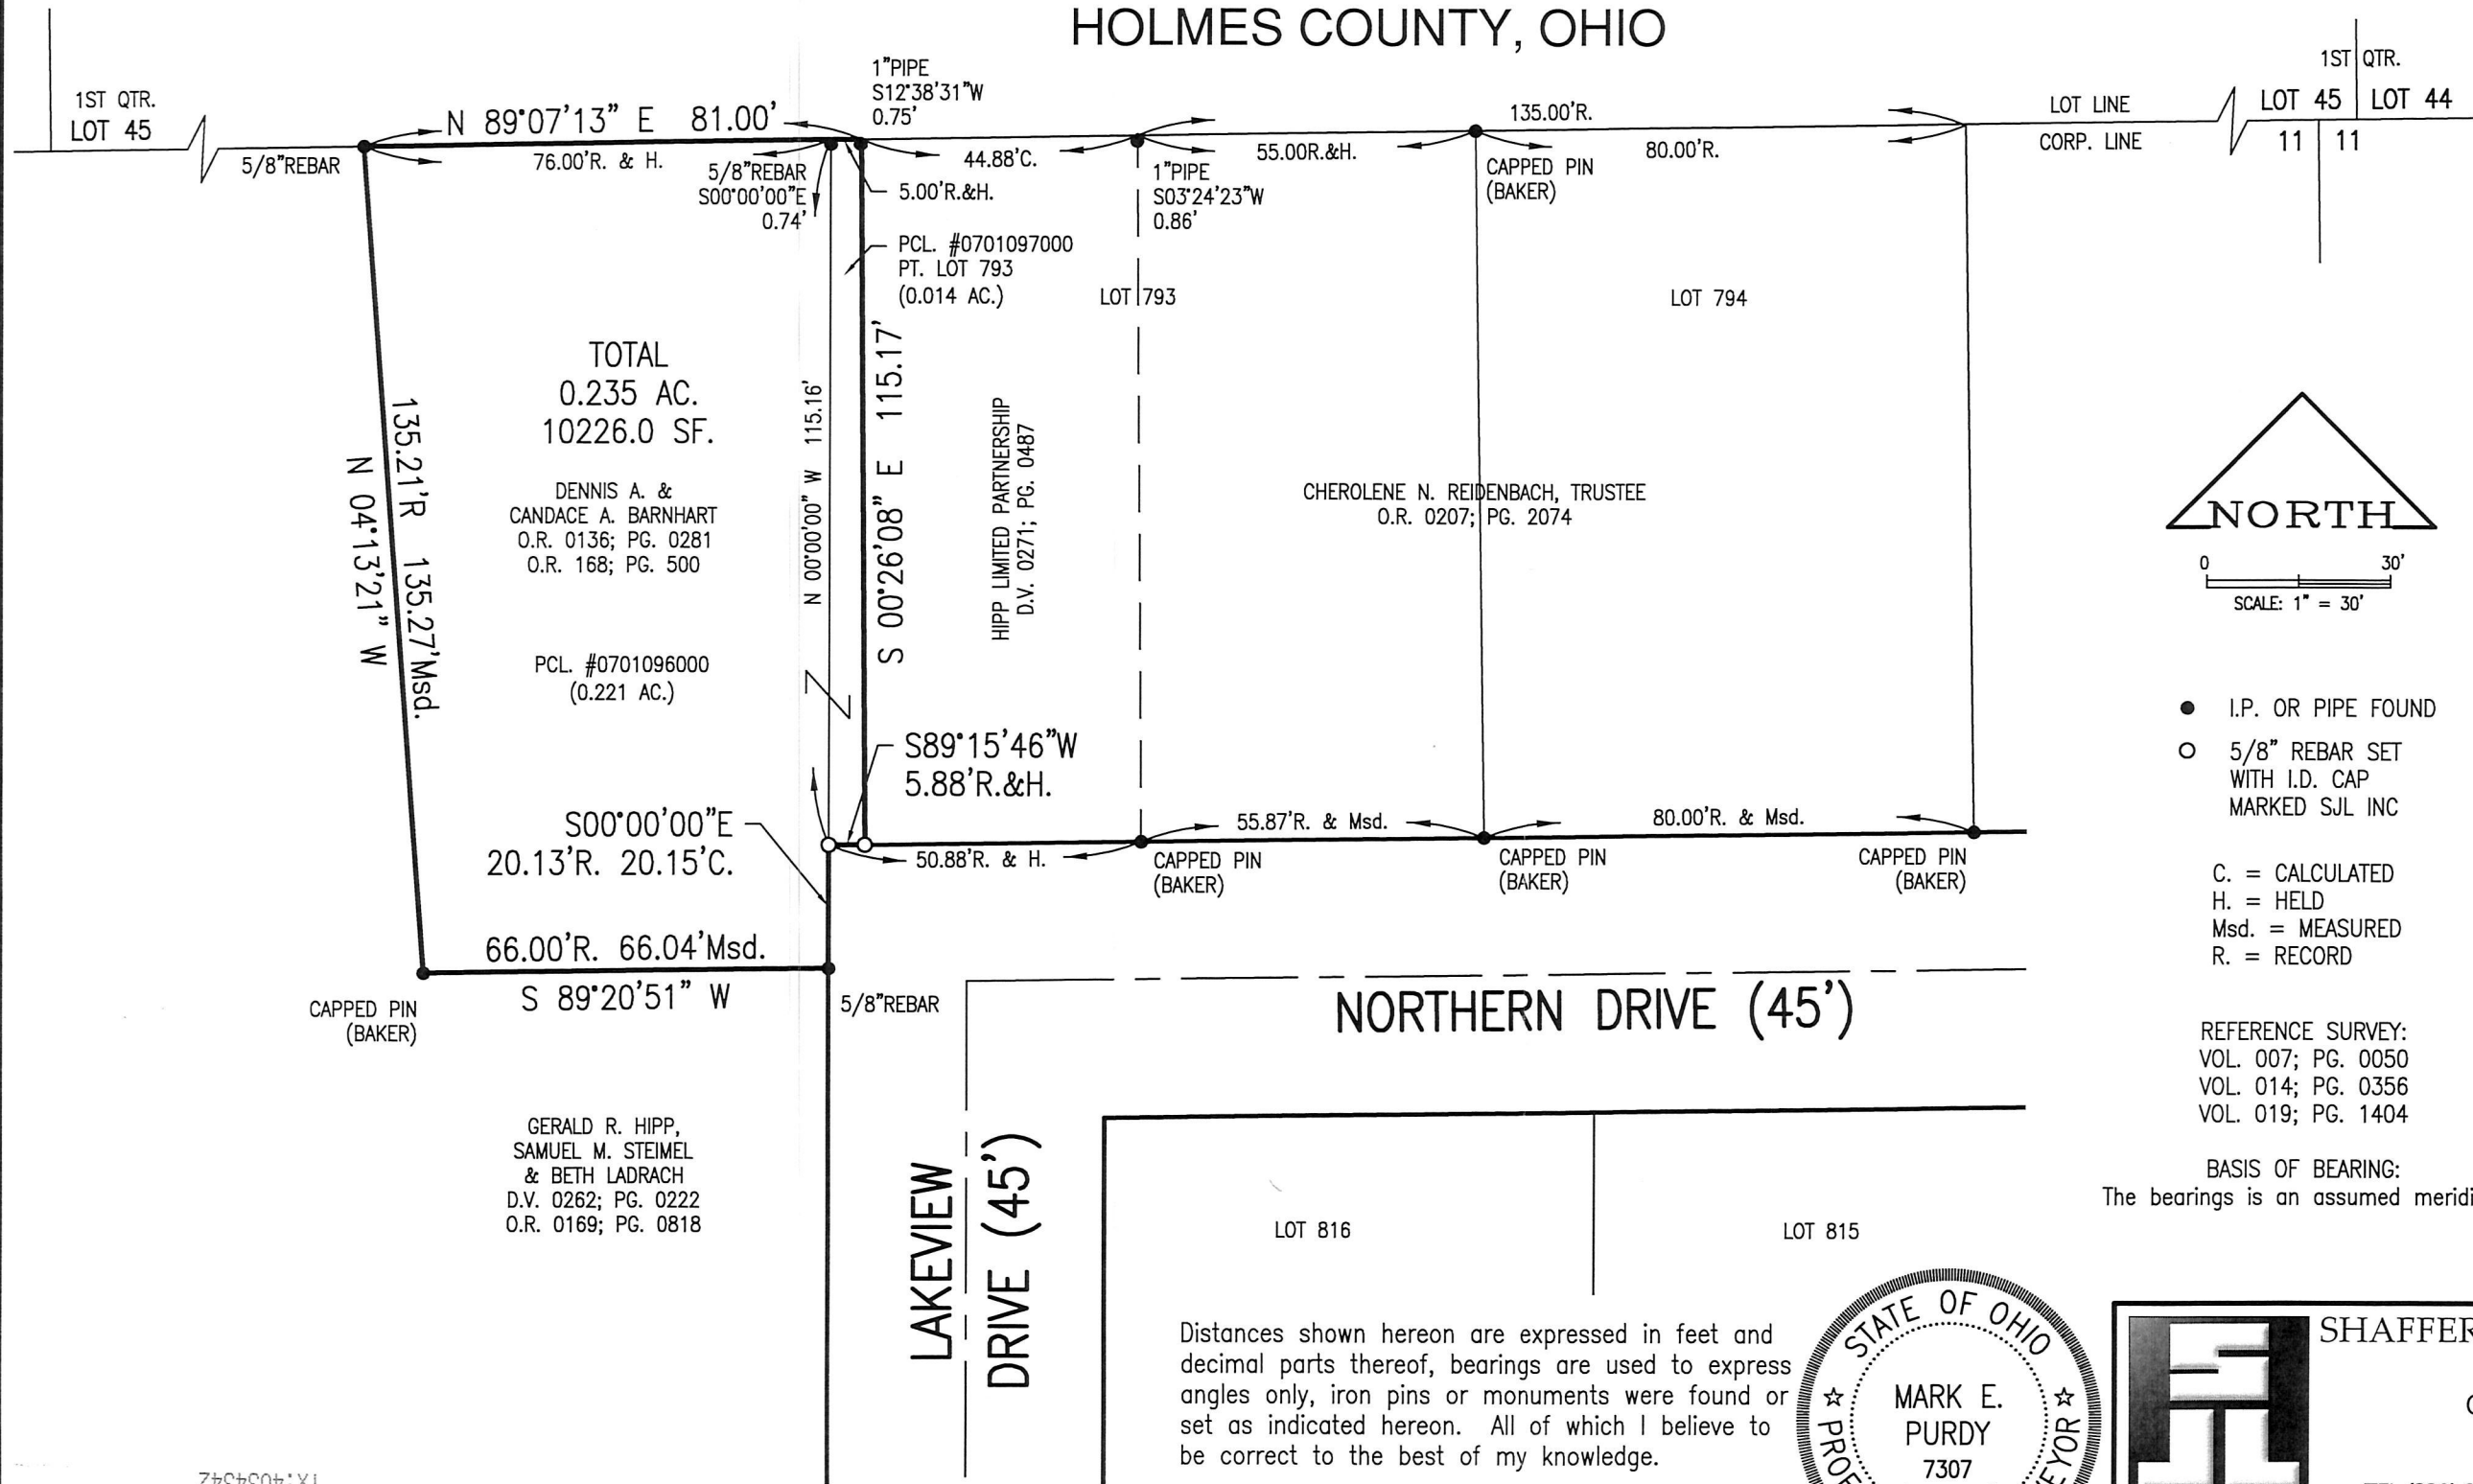 HOLMES COUNTY, OHIO
1ST QTR.
LOT 45
5/8"REBAR
N 89°07'13" E 81.00'
76.00'R. & H.
5/8"REBAR
S00°00'00"E
0.74'
1"PIPE
S12°38'31"W
0.75'
5.00'R.&H.
44.88'C.
1"PIPE
S03°24'23"W
0.86'
55.00R.&H.
135.00'R.
CAPPED PIN
(BAKER)
80.00'R.
LOT LINE
CORP. LINE
1ST QTR.
LOT 45 LOT 44
11 11
PCL. #0701097000
PT. LOT 793
(0.014 AC.)
LOT 793
LOT 794
TOTAL
0.235 AC.
10226.0 SF.
DENNIS A. &
CANDACE A. BARNHART
O.R. 0136; PG. 0281
O.R. 168; PG. 500
PCL. #0701096000
(0.221 AC.)
135.21'R 135.27'Msd.
N 04°13'21" W
N 00°00'00" W 115.16'
S 00°26'08" E 115.17'
HIPP LIMITED PARTNERSHIP
D.V. 0271; PG. 0487
CHEROLENE N. REIDENBACH, TRUSTEE
O.R. 0207; PG. 2074
NORTH
0 30'
SCALE: 1" = 30'
I.P. OR PIPE FOUND
5/8" REBAR SET
WITH I.D. CAP
MARKED SJL INC
C. = CALCULATED
H. = HELD
Msd. = MEASURED
R. = RECORD
S89°15'46"W
5.88'R.&H.
S00°00'00"E
20.13'R. 20.15'C.
50.88'R. & H.
CAPPED PIN
(BAKER)
55.87'R. & Msd.
CAPPED PIN
(BAKER)
80.00'R. & Msd.
CAPPED PIN
(BAKER)
66.00'R. 66.04'Msd.
S 89°20'51" W
CAPPED PIN
(BAKER)
5/8"REBAR
NORTHERN DRIVE (45')
LAKEVIEW
DRIVE (45')
REFERENCE SURVEY:
VOL. 007; PG. 0050
VOL. 014; PG. 0356
VOL. 019; PG. 1404
BASIS OF BEARING:
The bearings is an assumed meridi
GERALD R. HIPP,
SAMUEL M. STEIMEL
& BETH LADRACH
D.V. 0262; PG. 0222
O.R. 0169; PG. 0818
LOT 816
LOT 815
Distances shown hereon are expressed in feet and
decimal parts thereof, bearings are used to express
angles only, iron pins or monuments were found or
set as indicated hereon. All of which I believe to
be correct to the best of my knowledge.
STATE OF OHIO
MARK E.
PURDY
7307
SHAFFER